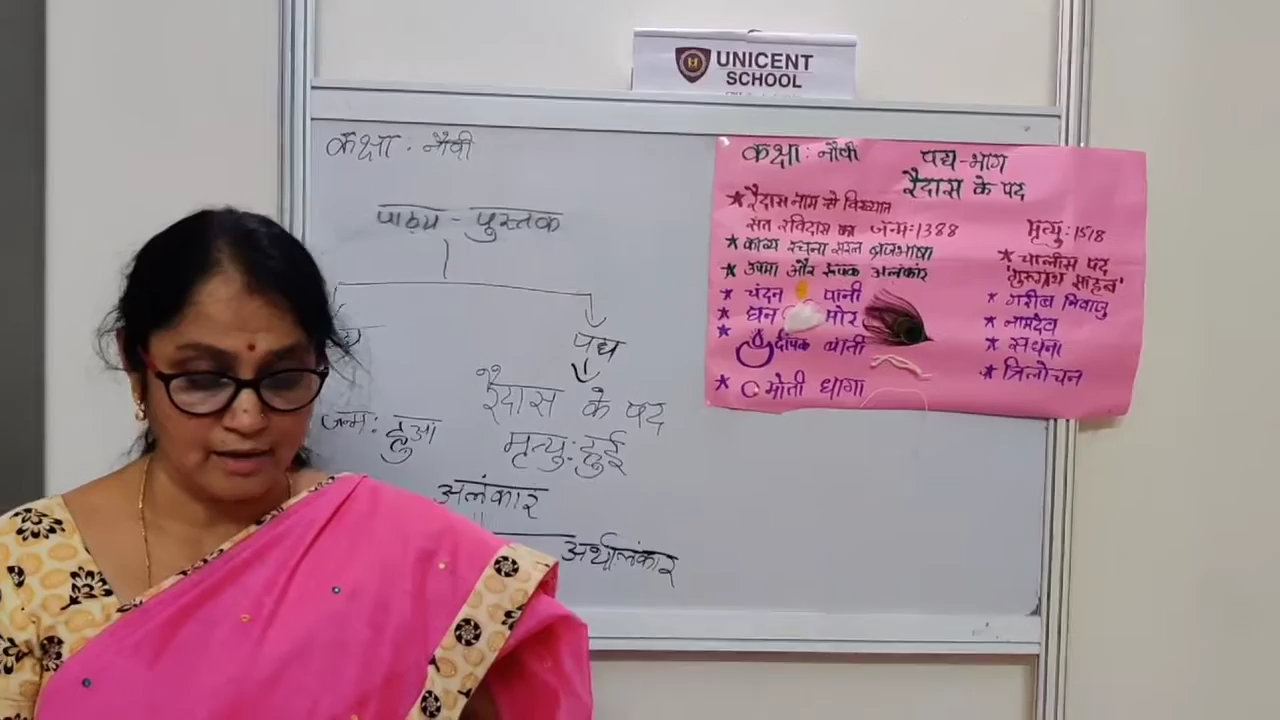 UNICENT
SCHOOL
कक्षा . नौवी
पाठ्य - पुस्तक
पद्य
रैदास के पद
जन्म: हुआ
मृत्यु: हुई
अलंकार
अर्थालंकार
कक्षा : नौवी पद्य-भाग
रैदास के पद
★ रैदास नाम से विख्यात
संत रविदास का जन्म:1388 मृत्यु:1518
★ काव्य रचना सरल ब्रजभाषा
★ उपमा और रूपक अलंकार
★ चंदन पानी
★ घन मोर
★ दीपक बाती
★ मोती धागा
★ चालीस पद
'गुरुग्रंथ साहब'
★ गरीब निवाजु
★ नामदेव
★ सधना
★ त्रिलोचन